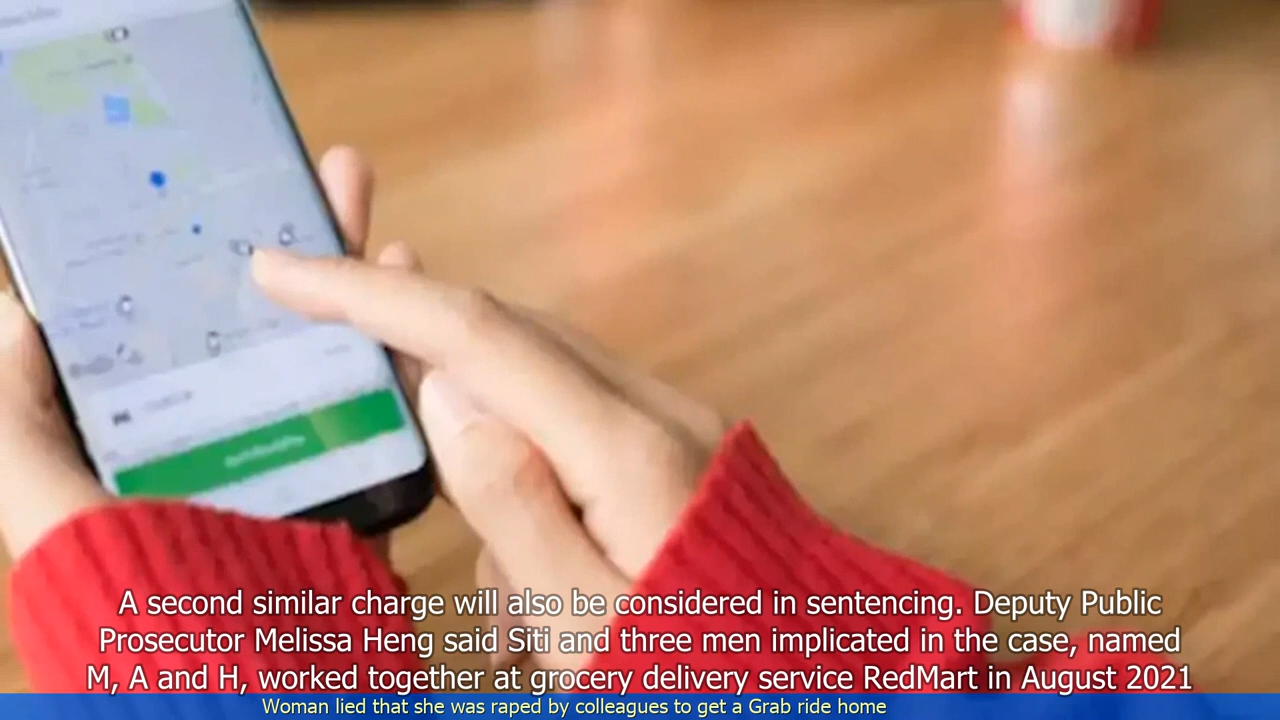 A second similar charge will also be considered in sentencing. Deputy Public
Prosecutor Melissa Heng said Siti and three men implicated in the case, named
M, A and H, worked together at grocery delivery service RedMart in August 2021
Woman lied that she was raped by colleagues to get a Grab ride home